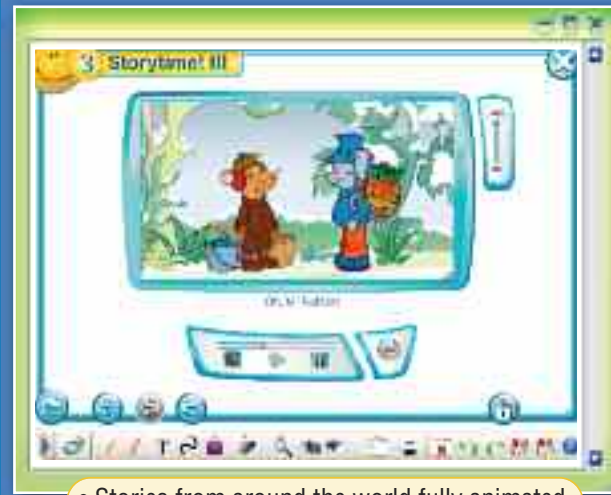 3 Storytime! III
• Stories from around the world fully animated